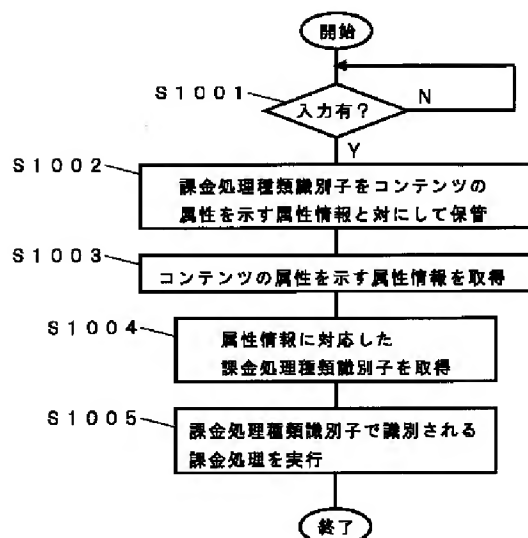 開始
S1001
入力有?
N
Y
S1002
課金処理種類識別子をコンテンツの
属性を示す属性情報と対にして保管
S1003
コンテンツの属性を示す属性情報を取得
S1004
属性情報に対応した
課金処理種類識別子を取得
S1005
課金処理種類識別子で識別される
課金処理を実行
終了